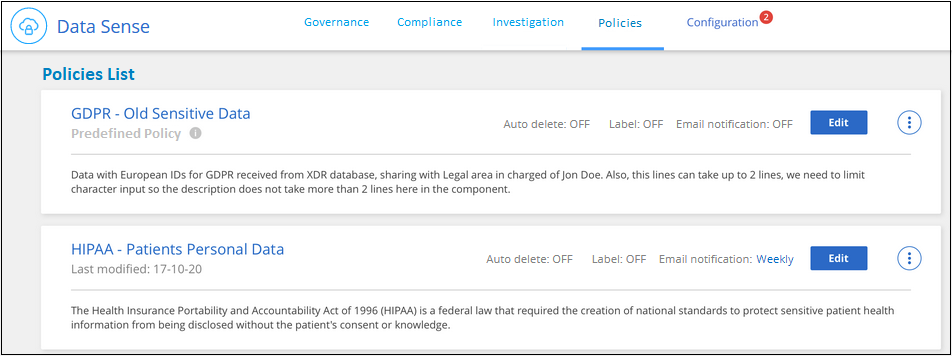 Data Sense
Governance Compliance Investigation Policies Configuration 2
Policies List
GDPR - Old Sensitive Data
Predefined Policy i
Auto delete: OFF Label: OFF Email notification: OFF Edit
Data with European IDs for GDPR received from XDR database, sharing with Legal area in charged of Jon Doe. Also, this lines can take up to 2 lines, we need to limit
character input so the description does not take more than 2 lines here in the component.
HIPAA - Patients Personal Data
Last modified: 17-10-20
Auto delete: OFF Label: OFF Email notification: Weekly Edit
The Health Insurance Portability and Accountability Act of 1996 (HIPAA) is a federal law that required the creation of national standards to protect sensitive patient health
information from being disclosed without the patient's consent or knowledge.